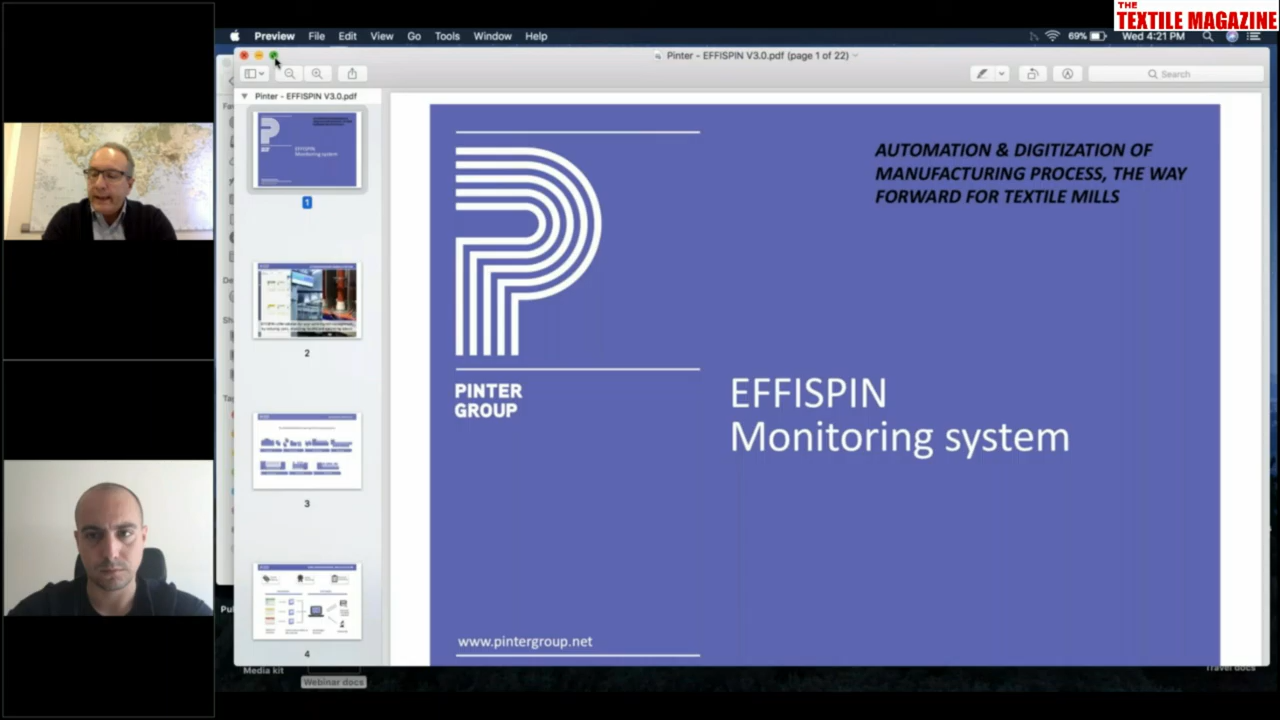 THE
TEXTILE MAGAZINE
Preview File Edit View Go Tools Window Help
69% Wed 4:21 PM
Pinter - EFFISPIN V3.0.pdf (page 1 of 22)
Search
Pinter - EFFISPIN V3.0.pdf
1
2
3
4
AUTOMATION & DIGITIZATION OF
MANUFACTURING PROCESS, THE WAY
FORWARD FOR TEXTILE MILLS
PINTER
GROUP
EFFISPIN
Monitoring system
www.pintergroup.net
Media kit
Webinar docs
Travel docs